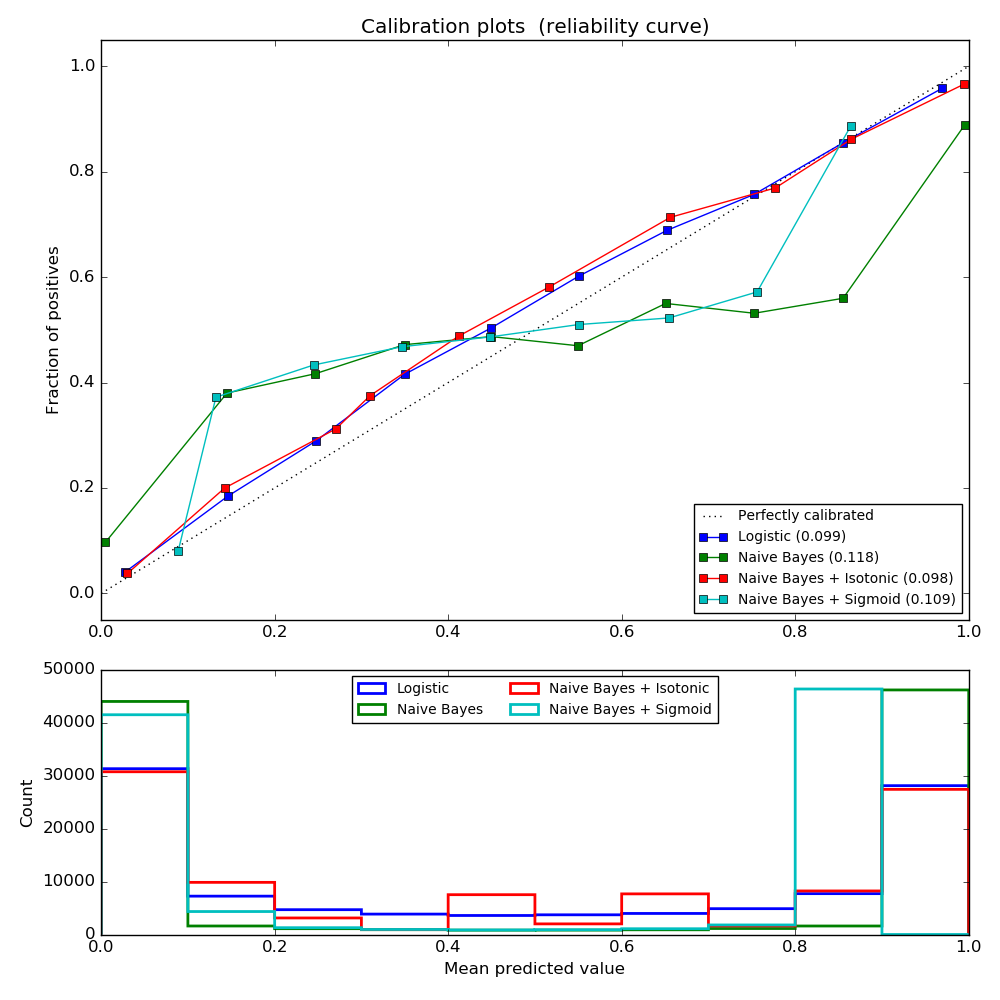 Calibration plots  (reliability curve)
1.0
0.8
0.6
0.4
0.2
0.0
Fraction of positives
Perfectly calibrated
Logistic (0.099)
Naive Bayes (0.118)
Naive Bayes + Isotonic (0.098)
Naive Bayes + Sigmoid (0.109)
0.0 0.2 0.4 0.6 0.8 1.0
50000
40000
30000
20000
10000
0
Count
Logistic Naive Bayes + Isotonic
Naive Bayes Naive Bayes + Sigmoid
0.0 0.2 0.4 0.6 0.8 1.0
Mean predicted value